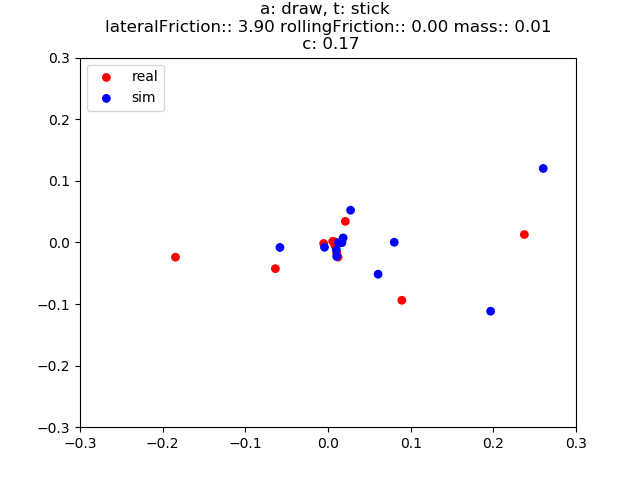 a: draw, t: stick
lateralFriction:: 3.90 rollingFriction:: 0.00 mass:: 0.01
c: 0.17
real
sim
0.3
0.2
0.1
0.0
−0.1
−0.2
−0.3
−0.3
−0.2
−0.1
0.0
0.1
0.2
0.3